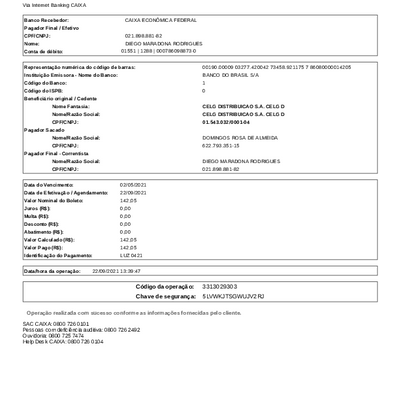 Via Internet Banking CAIXA
Banco Recebedor: CAIXA ECONÔMICA FEDERAL
Pagador Final / Efetivo
CPF/CNPJ: 021.898.881-82
Nome: DIEGO MARADONA RODRIGUES
Conta de débito: 01551 | 1288 | 000786098873-0
Representação numérica do código de barras: 00190.00009 03377.420042 73458.921175 7 86080000014205
Instituição Emissora - Nome do Banco: BANCO DO BRASIL S/A
Código do Banco: 1
Código do ISPB: 0
Beneficiário original / Cedente
Nome Fantasia: CELG DISTRIBUICAO S.A. CELG D
Nome/Razão Social: CELG DISTRIBUICAO S.A. CELG D
CPF/CNPJ: 01.543.032/0001-04
Pagador Sacado
Nome/Razão Social: DOMINGOS ROSA DE ALMEIDA
CPF/CNPJ: 622.793.351-15
Pagador Final - Correntista
Nome/Razão Social: DIEGO MARADONA RODRIGUES
CPF/CNPJ: 021.898.881-82
Data do Vencimento: 03/05/2021
Data de Efetivação / Agendamento: 22/09/2021
Valor Nominal do Boleto: 142,05
Juros (R$): 0,00
Multa (R$): 0,00
Desconto (R$): 0,00
Abatimento (R$): 0,00
Valor Calculado (R$): 142,05
Valor Pago (R$): 142,05
Identificação do Pagamento: LUZ 0421
Data/hora da operação: 22/09/2021 13:39:47
Código da operação: 3313029303
Chave de segurança: 5LVWKJTSGWUJV2RJ
Operação realizada com sucesso conforme as informações fornecidas pelo cliente.
SAC CAIXA: 0800 726 0101
Pessoas com deficiência auditiva: 0800 726 2492
Ouvidoria: 0800 725 7474
Help Desk CAIXA: 0800 726 0104